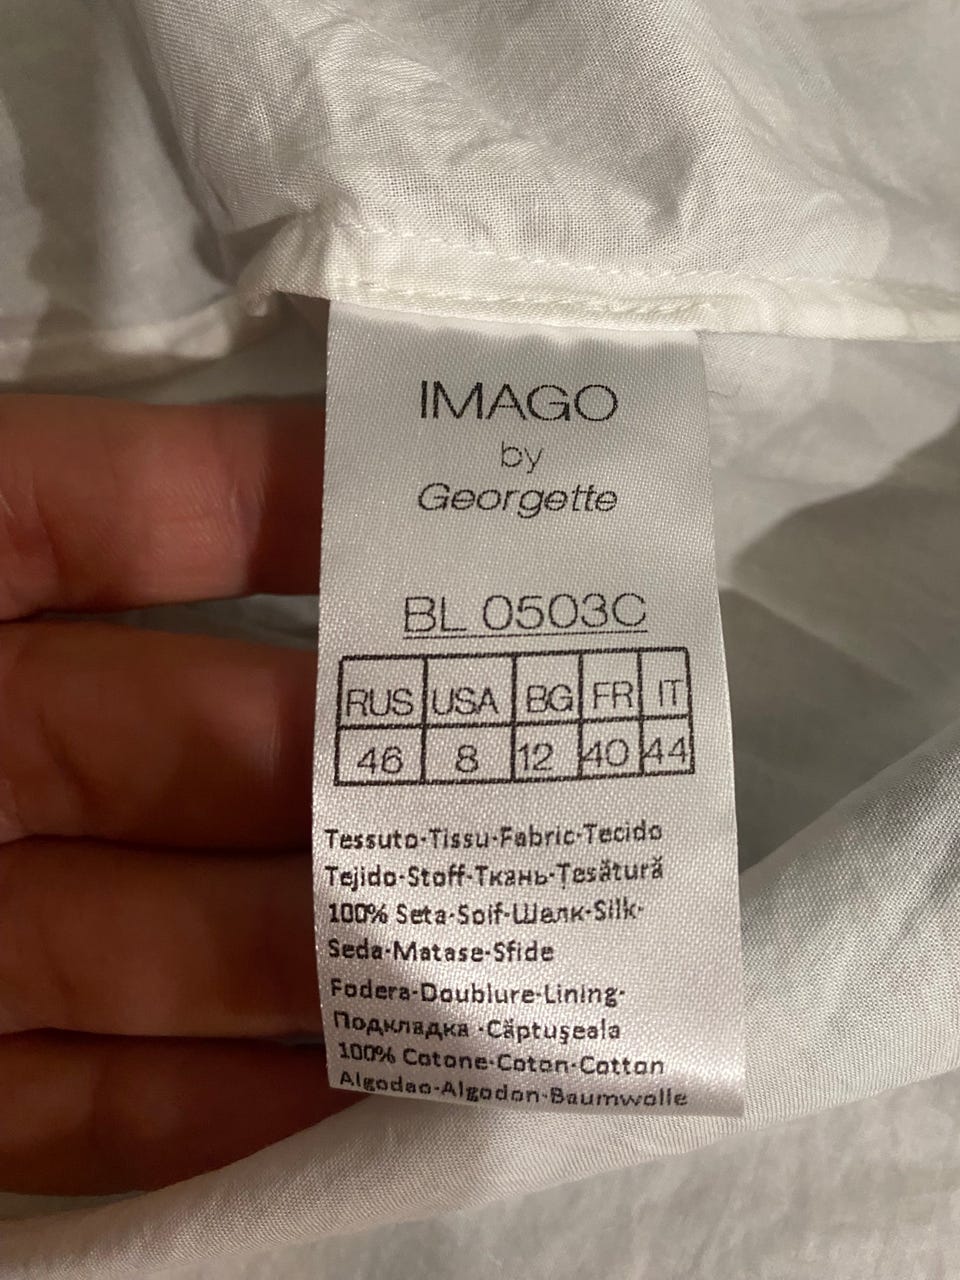 IMAGO
by
Georgette
BL 0503C
RUS USA BG FR IT
46 8 12 40 44
Tessuto·Tissu·Fabric·Tecido
Tejido·Stoff·Ткань·Țesătură
100% Seta·Soif·Шелк·Silk·
Seda·Matase·Sfide
Fodera·Doublure·Lining·
Подкладка ·Căptuşeala
100% Cotone·Coton·Cotton
Algodao·Algodon·Baumwolle